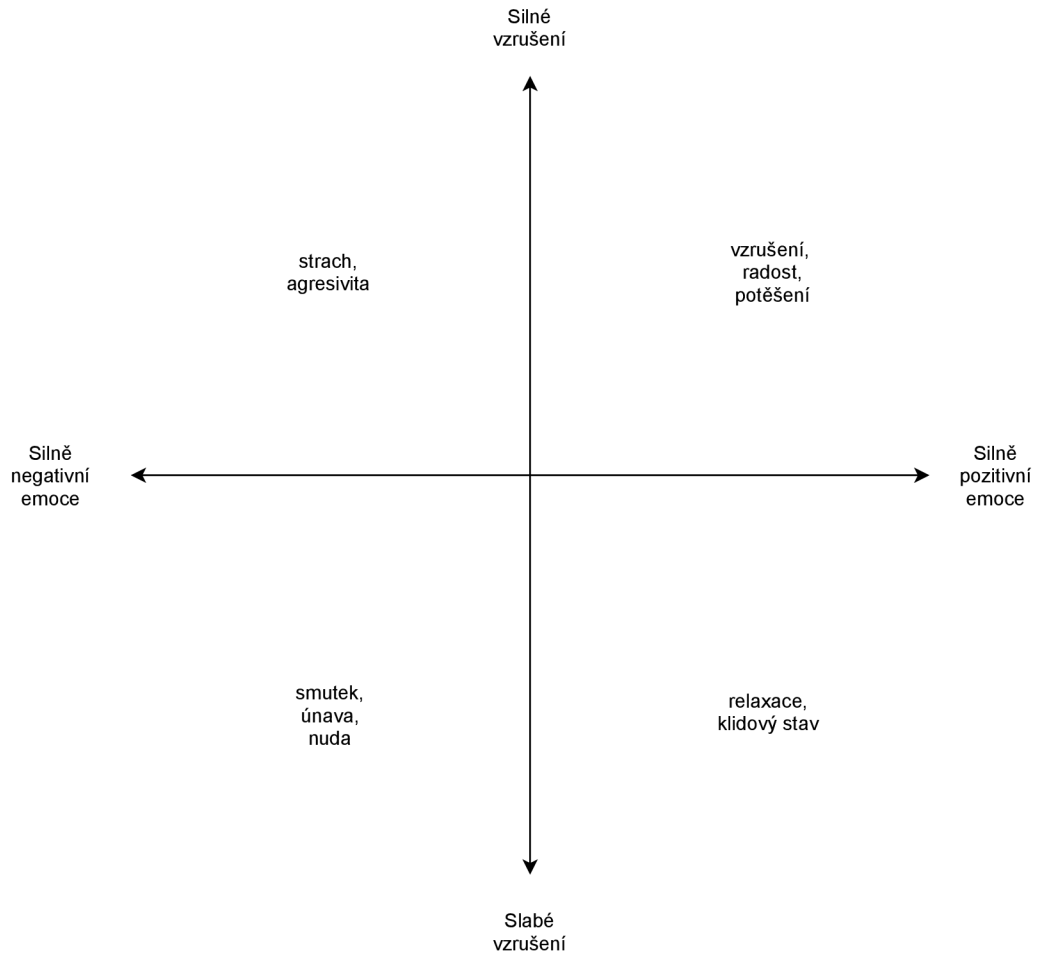 Silné
vzrušení
strach,
agresivita
vzrušení,
radost,
potěšení
Silně
negativní
emoce
Silně
pozitivní
emoce
smutek,
únava,
nuda
relaxace,
klidový stav
Slabé
vzrušení